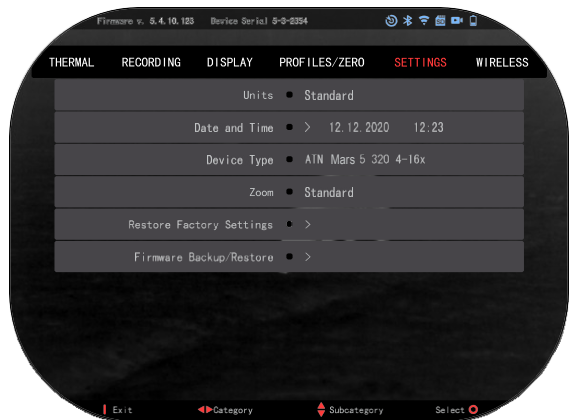 Firmware v. 5.4.10.123 Device Serial 5-3-2354
THERMAL RECORDING DISPLAY PROFILES/ZERO SETTINGS WIRELESS
Units Standard
Date and Time > 12.12.2020 12:23
Device Type ATN Mars 5 320 4-16x
Zoom Standard
Restore Factory Settings >
Firmware Backup/Restore >
Exit Category Subcategory Select